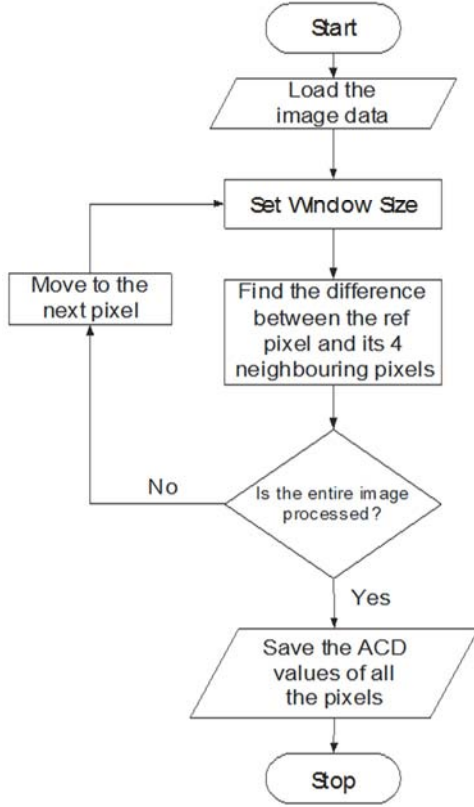 Start
Load the
image data
Set Window Size
Move to the
next pixel
Find the difference
between the ref
pixel and its 4
neighbouring pixels
No
Is the entire image
processed?
Yes
Save the ACD
values of all
the pixels
Stop